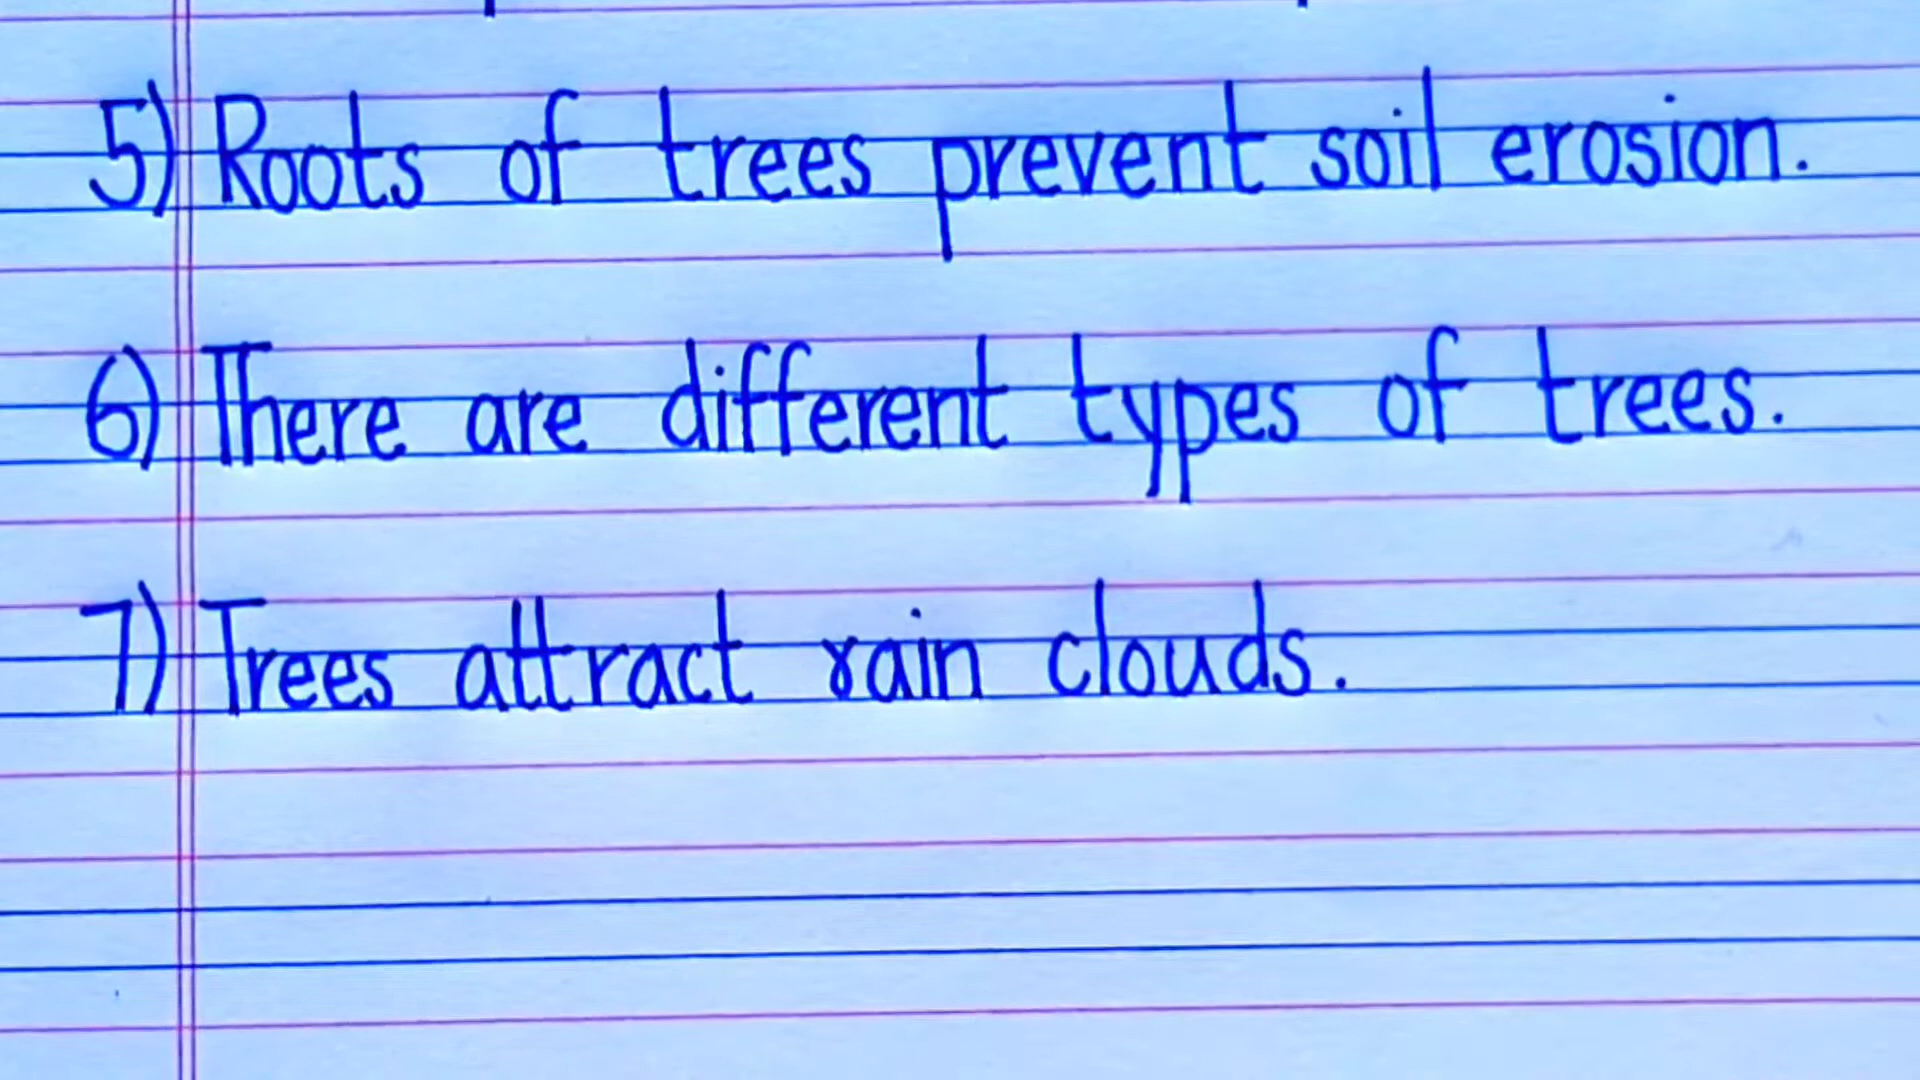 5) Roots of trees prevent soil erosion.
6) There are different types of trees.
7) Trees attract rain clouds.